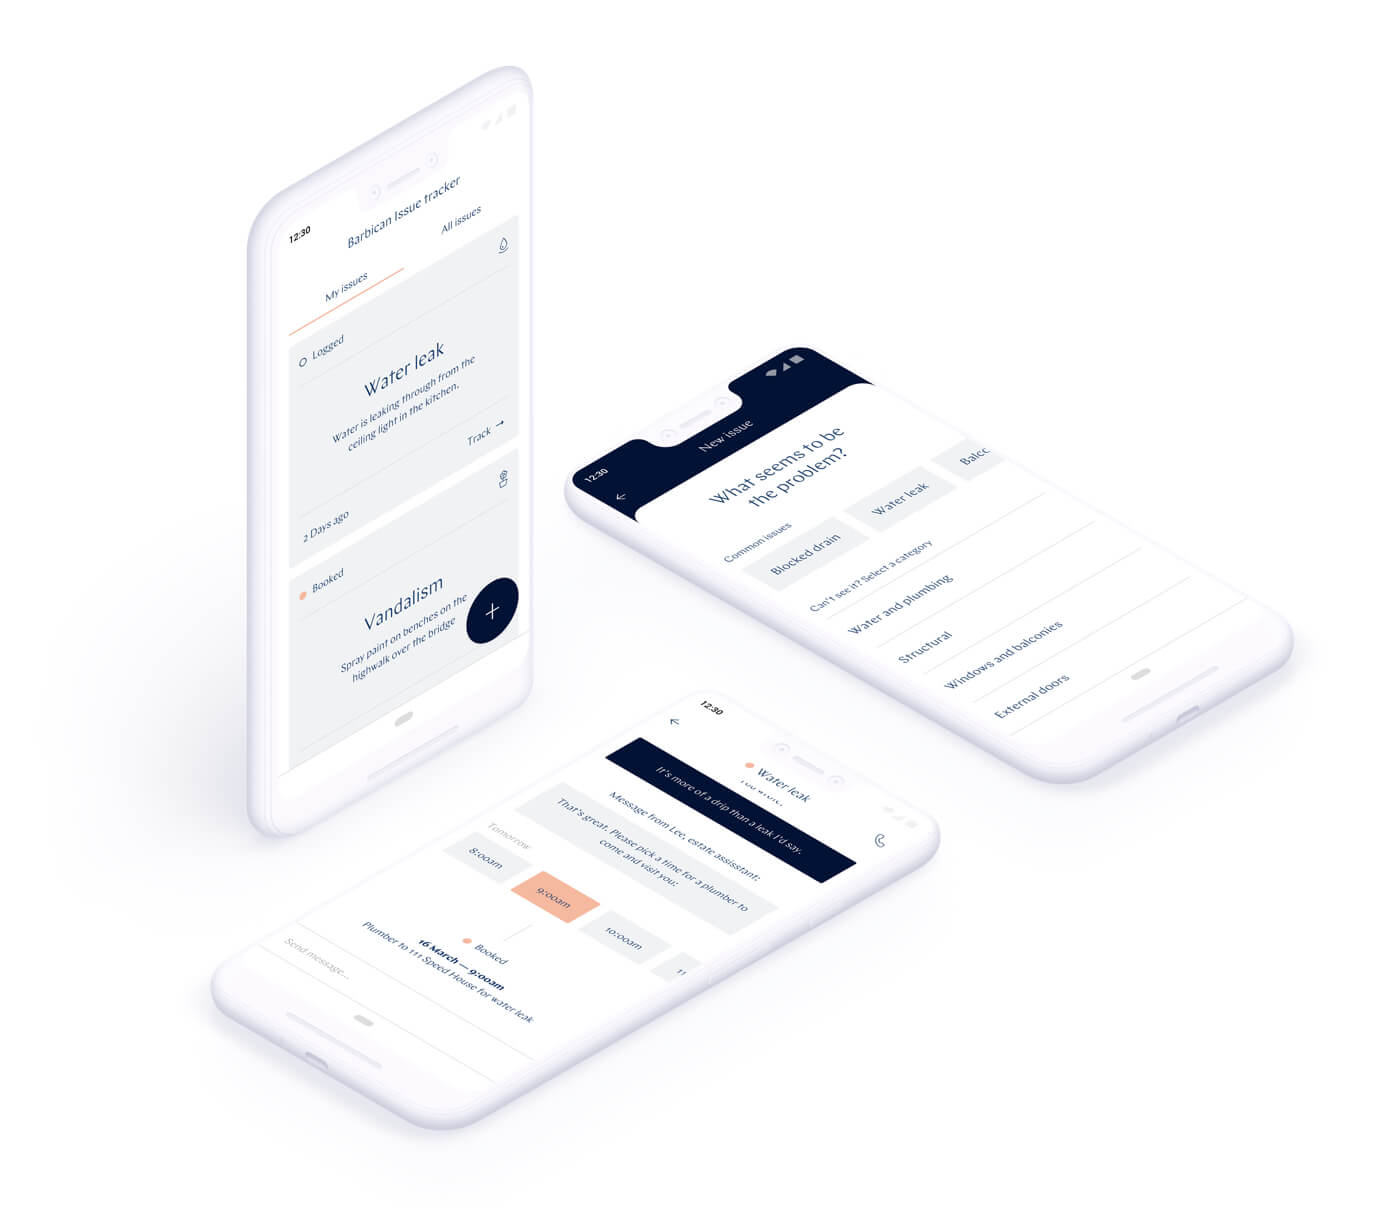 12:30
Barbican Issue tracker
My issues
All issues
Logged
Water leak
Water is leaking through from the
ceiling light in the kitchen.
Track →
2 Days ago
Booked
Vandalism
Spray paint on benches on the
highwalk over the bridge
12:30
New issue
What seems to be
the problem?
Common issues
Blocked drain
Water leak
Balcc
Can't see it? Select a category
Water and plumbing
Structural
Windows and balconies
External doors
12:30
Water leak
It's more of a drip than a leak I'd say.
Message from Lee, estate assisstant:
That's great. Please pick a time for a plumber to
come and visit you:
Tomorrow
8:00am
9:00am
10:00am
11
Booked
16 March — 9:00am
Plumber to 111 Speed House for water leak
Send message...